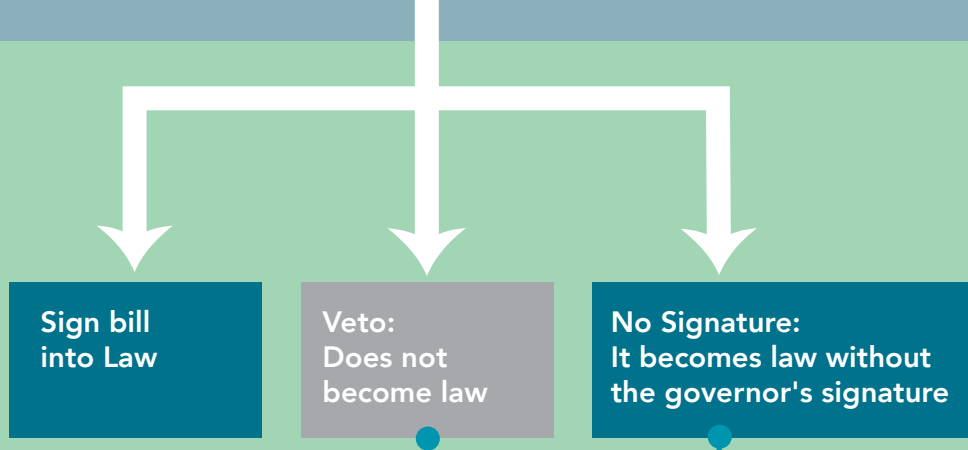 Sign bill
into Law
Veto:
Does not
become law
No Signature:
It becomes law without
the governor's signature